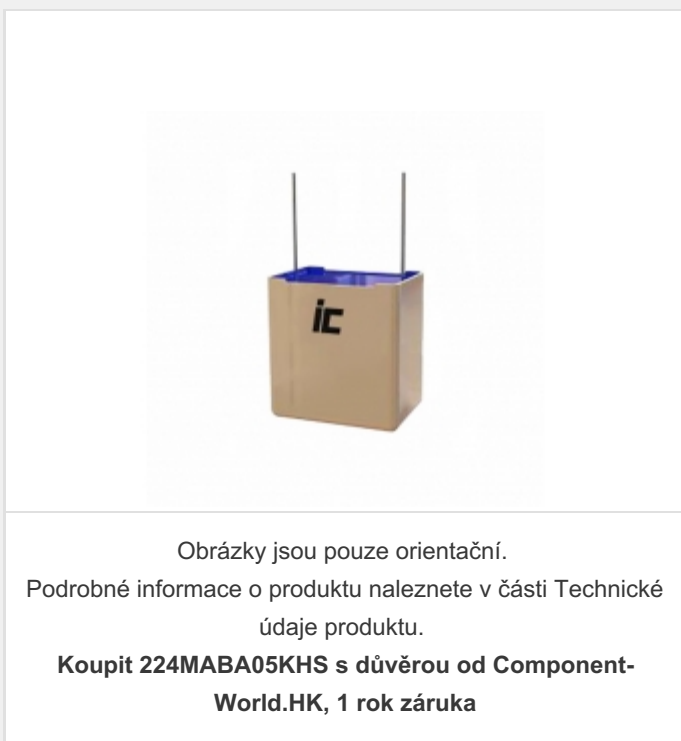 ic
Obrázky jsou pouze orientační.
Podrobné informace o produktu naleznete v části Technické
údaje produktu.
Koupit 224MABA05KHS s důvěrou od Component-
World.HK, 1 rok záruka